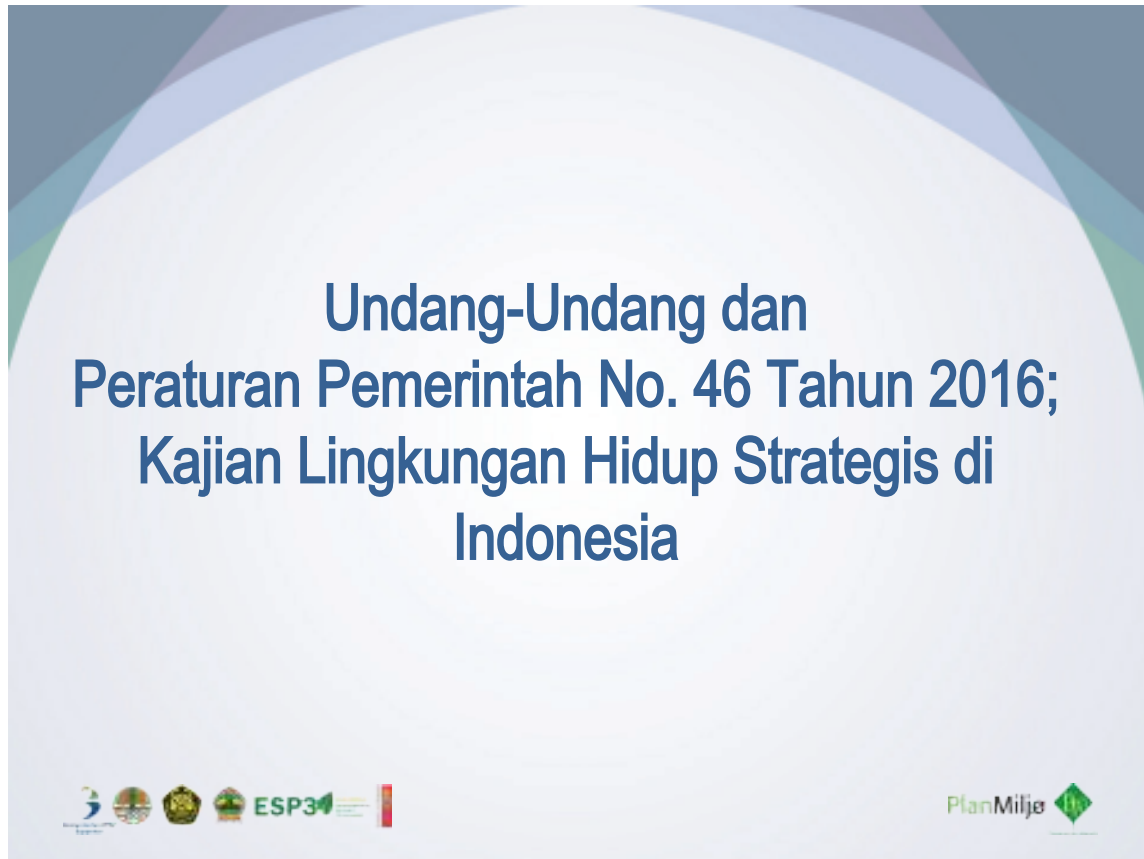 Undang-Undang dan
Peraturan Pemerintah No. 46 Tahun 2016;
Kajian Lingkungan Hidup Strategis di
Indonesia
ESP3
PlanMiljø